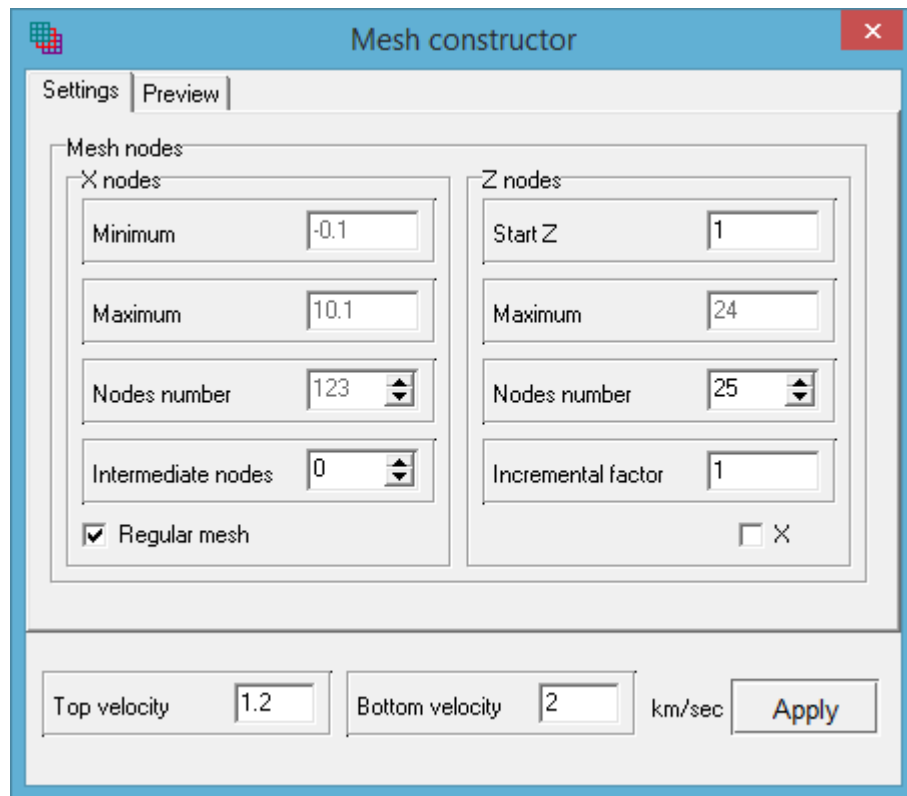 Mesh constructor
Settings
Preview
Mesh nodes
X nodes
Minimum -0.1
Maximum 10.1
Nodes number 123
Intermediate nodes 0
Regular mesh
Z nodes
Start Z 1
Maximum 24
Nodes number 25
Incremental factor 1
X
Top velocity 1.2
Bottom velocity 2 km/sec
Apply